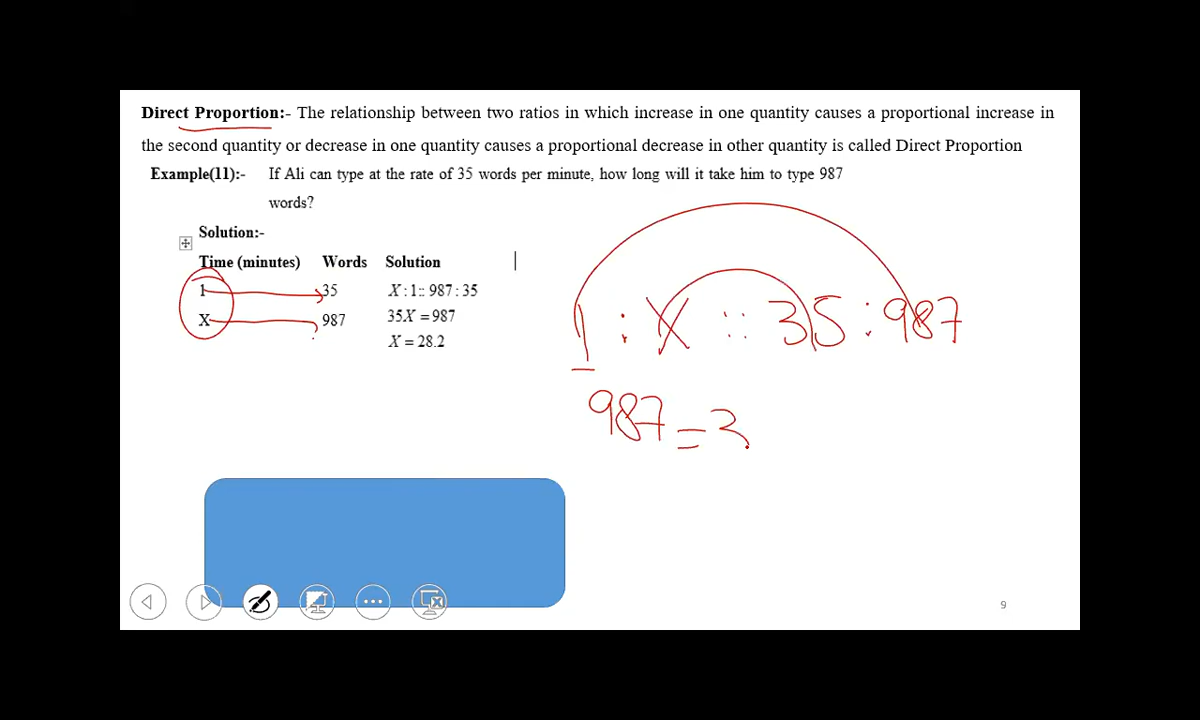 Direct Proportion:- The relationship between two ratios in which increase in one quantity causes a proportional increase in
the second quantity or decrease in one quantity causes a proportional decrease in other quantity is called Direct Proportion
Example(11):- If Ali can type at the rate of 35 words per minute, how long will it take him to type 987
words?
Solution:-
Time (minutes) Words Solution
1 35 X : 1 :: 987 : 35
X 987 35X = 987
? X = 28.2
1 : X :: 35 : 987
987 = 3
9